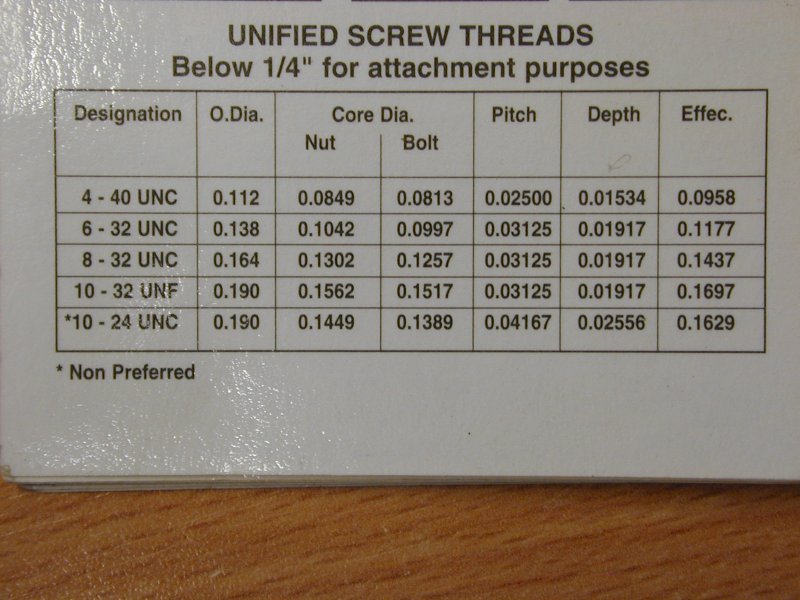 UNIFIED SCREW THREADS
Below 1/4" for attachment purposes
Designation O.Dia. Core Dia. Pitch Depth Effec.
Nut Bolt
4 - 40 UNC 0.112 0.0849 0.0813 0.02500 0.01534 0.0958
6 - 32 UNC 0.138 0.1042 0.0997 0.03125 0.01917 0.1177
8 - 32 UNC 0.164 0.1302 0.1257 0.03125 0.01917 0.1437
10 - 32 UNF 0.190 0.1562 0.1517 0.03125 0.01917 0.1697
*10 - 24 UNC 0.190 0.1449 0.1389 0.04167 0.02556 0.1629
* Non Preferred